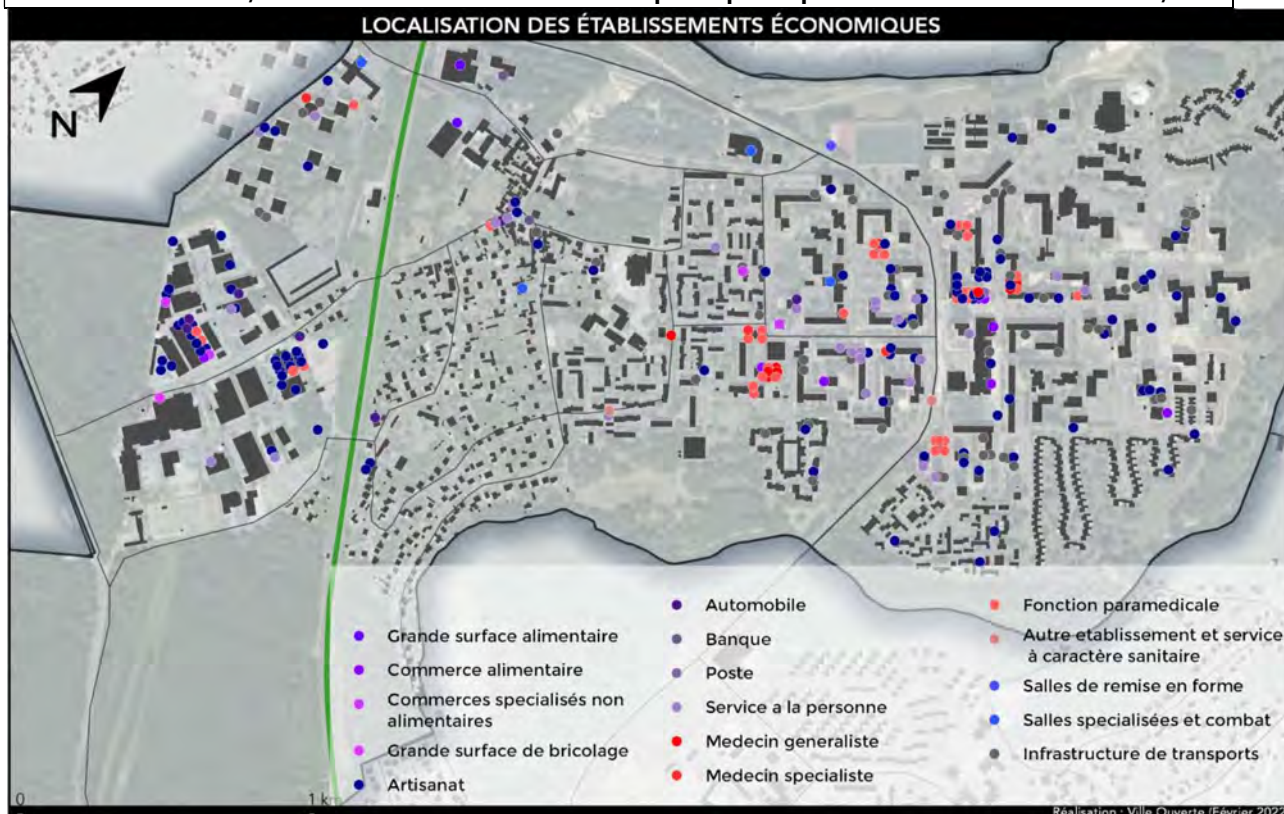 LOCALISATION DES ÉTABLISSEMENTS ÉCONOMIQUES
N
Grande surface alimentaire
Commerce alimentaire
Commerces specialisés non
alimentaires
Grande surface de bricolage
Artisanat
Automobile
Banque
Poste
Service a la personne
Medecin generaliste
Medecin specialiste
Fonction paramedicale
Autre etablissement et service
à caractère sanitaire
Salles de remise en forme
Salles specialisées et combat
Infrastructure de transports
0
1 km
Réalisation : Ville Ouverte (Février 2022